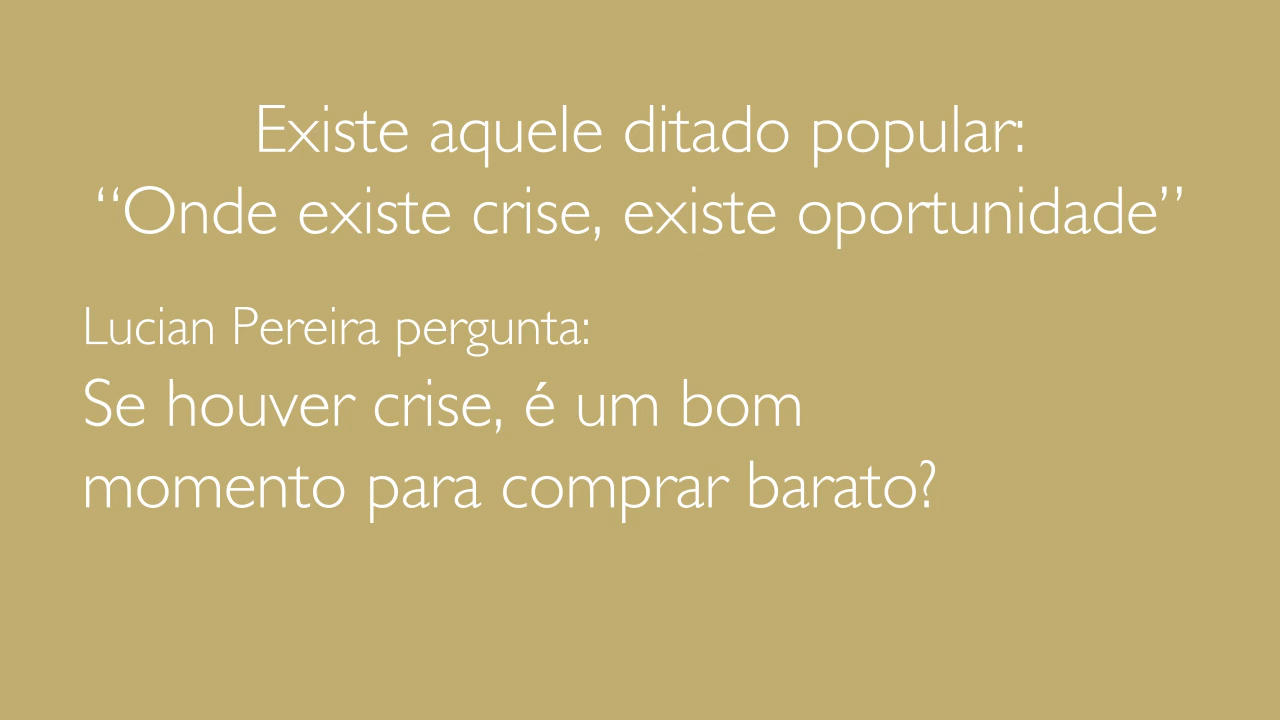 Existe aquele ditado popular:
“Onde existe crise, existe oportunidade”
Lucian Pereira pergunta:
Se houver crise, é um bom
momento para comprar barato?